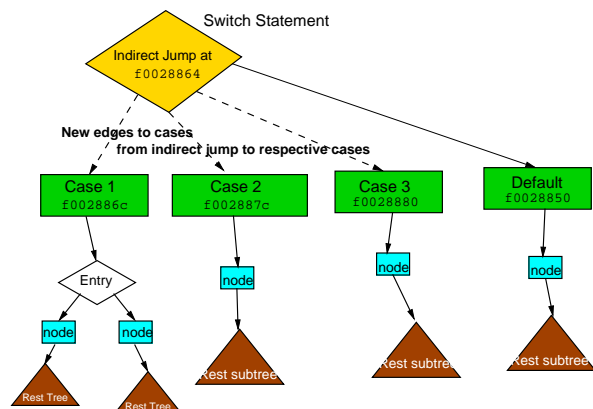 Switch Statement
Indirect Jump at
f0028864
New edges to cases
from indirect jump to respective cases
Case 1
f002886c
Case 2
f002887c
Case 3
f0028880
Default
f0028850
Entry
node
node
node
node
node
Rest Tree
Rest Tree
Rest subtree
Rest subtree
Rest subtree